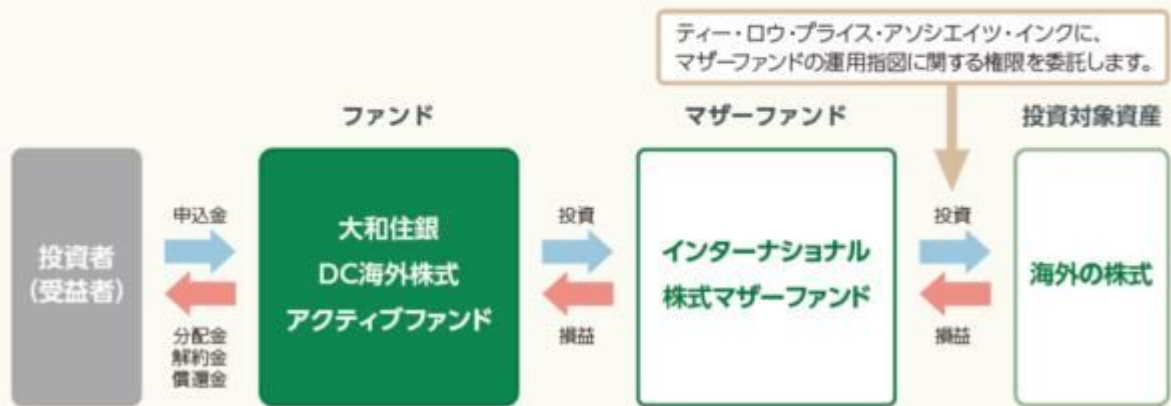 ティー・ロウ・プライス・アソシエイツ・インクに、
マザーファンドの運用指図に関する権限を委託します。
ファンド
マザーファンド
投資対象資産
投資者
(受益者)
申込金
分配金
解約金
償還金
大和住銀
DC海外株式
アクティブファンド
投資
損益
インターナショナル
株式マザーファンド
投資
損益
海外の株式